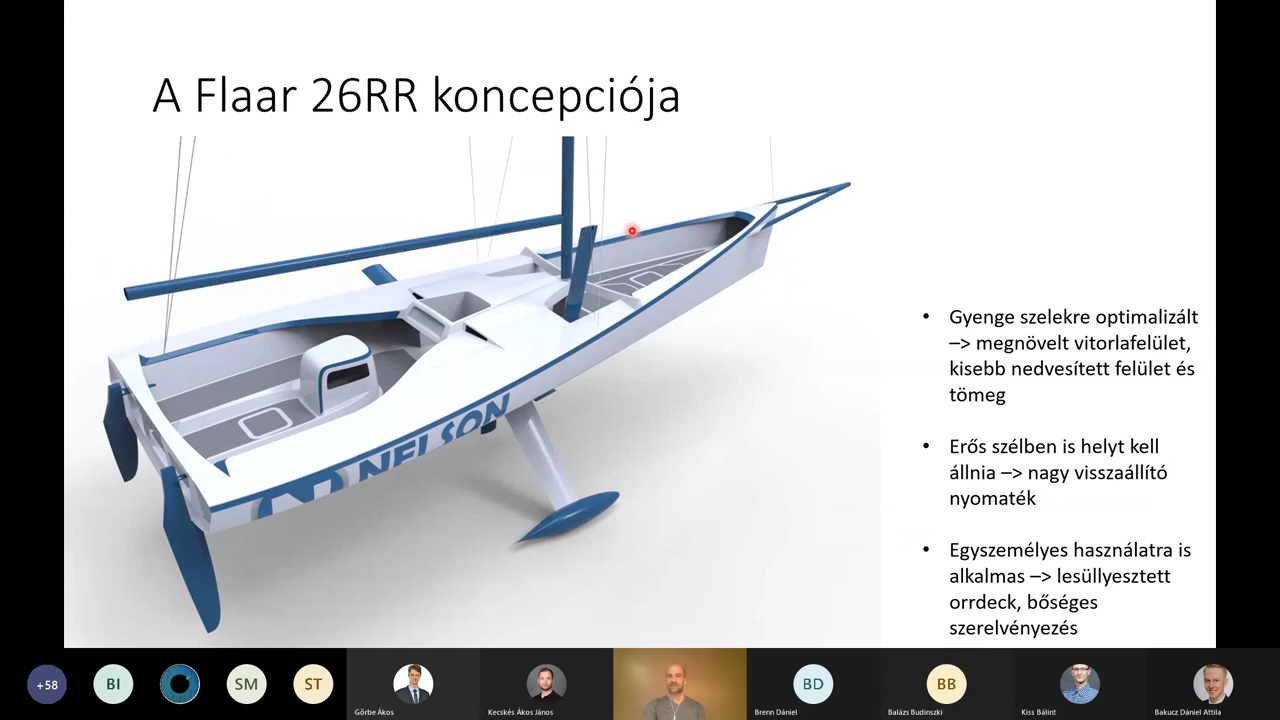 A Flaar 26RR koncepciója
NELSON
• Gyenge szelekre optimalizált
–> megnövelt vitorlafelület,
kisebb nedvesített felület és
tömeg
• Erős szélben is helyt kell
állnia –> nagy visszaállító
nyomaték
• Egyszemélyes használatra is
alkalmas –> lesüllyesztett
orrdeck, bőséges
szerelvényezés
+58
BI
SM
ST
BD
BB
Gőrbe Ákos
Kecskés Ákos János
Brenn Dániel
Balázs Budinszki
Kiss Bálint
Bakucz Dániel Attila